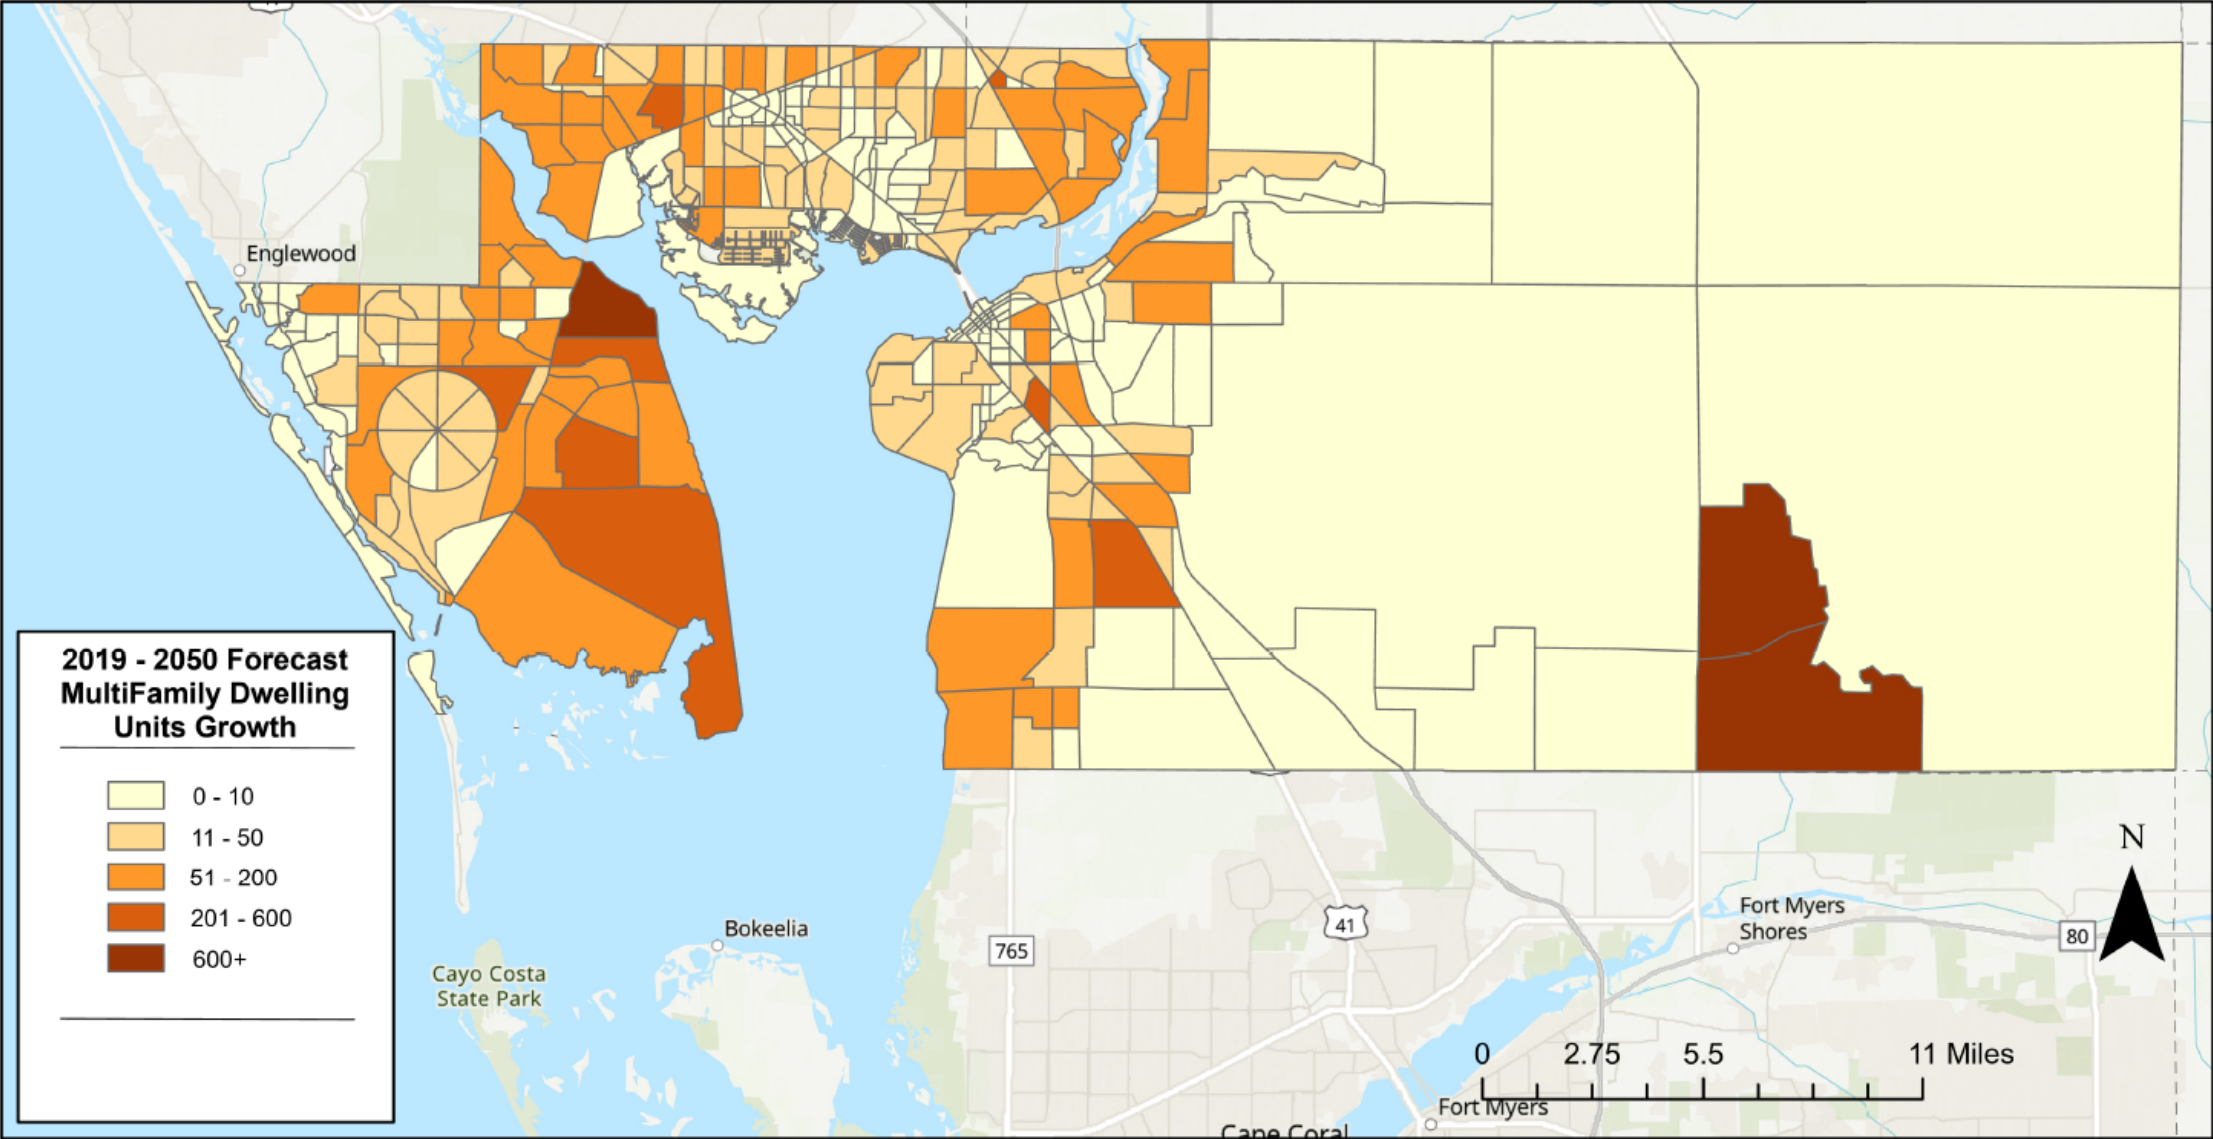 Englewood
2019 - 2050 Forecast
MultiFamily Dwelling
Units Growth
0 - 10
11 - 50
51 - 200
201 - 600
600+
N
Fort Myers
Shores
80
41
765
Bokeelia
Cayo Costa
State Park
0 2.75 5.5 11 Miles
Fort Myers
Cape Coral